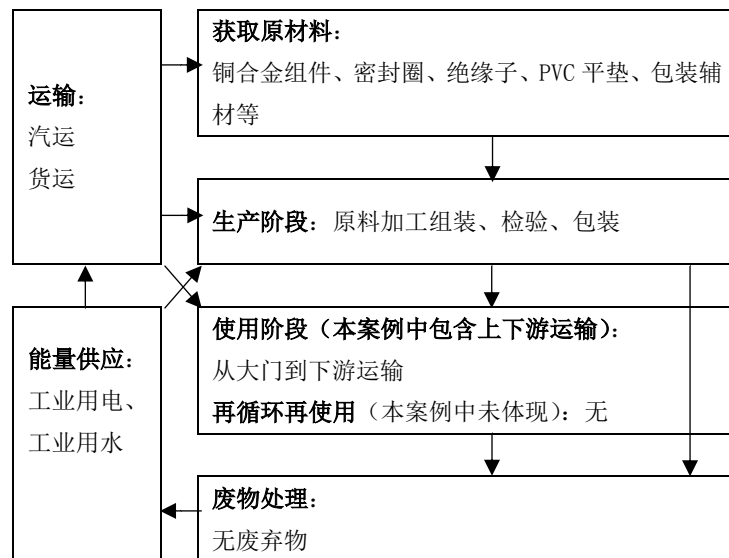 运输：
汽运
货运
获取原材料：
铜合金组件、密封圈、绝缘子、PVC 平垫、包装辅
材等
生产阶段：原料加工组装、检验、包装
能量供应：
工业用电、
工业用水
使用阶段（本案例中包含上下游运输）：
从大门到下游运输
再循环再使用（本案例中未体现）：无
废物处理：
无废弃物